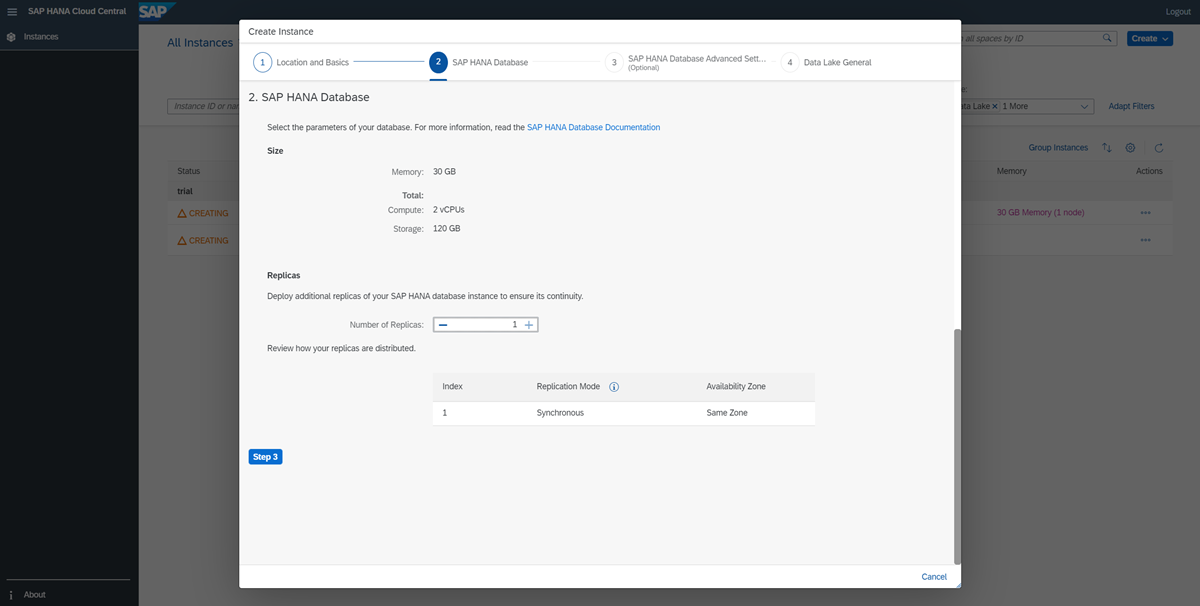 SAP HANA Cloud Central
SAP
Logout
Instances
All Instances
all spaces by ID
Create
Instance ID or nar
ata Lake × 1 More
Adapt Filters
Group Instances
Status
Memory
Actions
trial
CREATING
30 GB Memory (1 node)
CREATING
About
Create Instance
1 Location and Basics
2 SAP HANA Database
3 SAP HANA Database Advanced Sett...
(Optional)
4 Data Lake General
2. SAP HANA Database
Select the parameters of your database. For more information, read the SAP HANA Database Documentation
Size
Memory: 30 GB
Total:
Compute: 2 vCPUs
Storage: 120 GB
Replicas
Deploy additional replicas of your SAP HANA database instance to ensure its continuity.
Number of Replicas: 1
Review how your replicas are distributed.
Index Replication Mode Availability Zone
1 Synchronous Same Zone
Step 3
Cancel